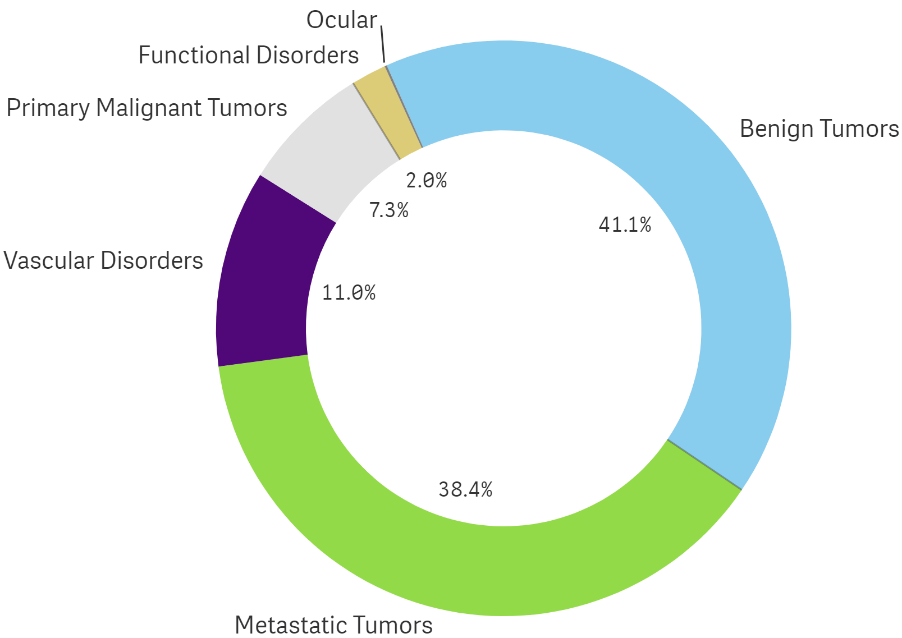 Ocular
Functional Disorders
Primary Malignant Tumors
Benign Tumors
2.0%
7.3%
41.1%
Vascular Disorders
11.0%
38.4%
Metastatic Tumors